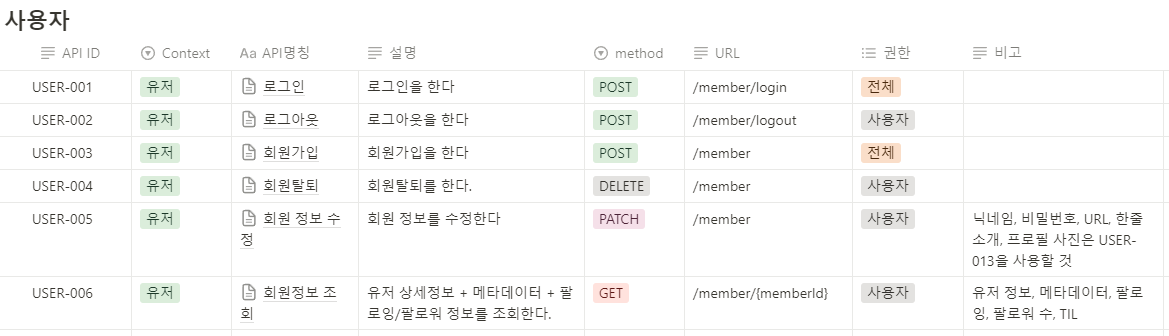 사용자
API ID Context Aa API명칭 설명 method URL 권한 비고
USER-001 유저 로그인 로그인을 한다 POST /member/login 전체
USER-002 유저 로그아웃 로그아웃을 한다 POST /member/logout 사용자
USER-003 유저 회원가입 회원가입을 한다 POST /member 전체
USER-004 유저 회원탈퇴 회원탈퇴를 한다. DELETE /member 사용자
USER-005 유저 회원 정보 수 회원 정보를 수정한다 PATCH /member 사용자 닉네임, 비밀번호, URL, 한줄
정 소개, 프로필 사진은 USER-
013을 사용할 것
USER-006 유저 회원정보 조 유저 상세정보 + 메타데이터 + 팔 GET /member/{memberId} 사용자 유저 정보, 메타데이터, 팔로
회 로잉/팔로워 정보를 조회한다. 잉, 팔로워 수, TIL